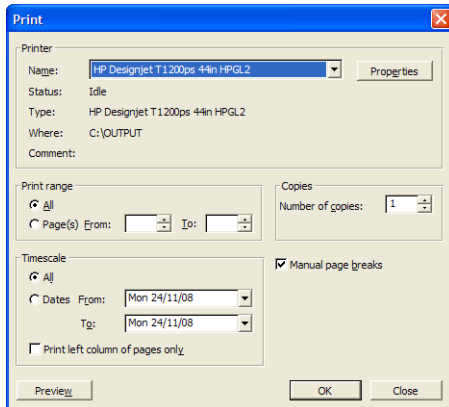 Print
Printer
Name: HP Designjet T1200ps 44in HPGL2 Properties
Status: Idle
Type: HP Designjet T1200ps 44in HPGL2
Where: C:\OUTPUT
Comment:
Print range
All
Page(s) From: To:
Copies
Number of copies: 1
Timescale
All
Dates From: Mon 24/11/08
To: Mon 24/11/08
Print left column of pages only
Manual page breaks
Preview OK Close